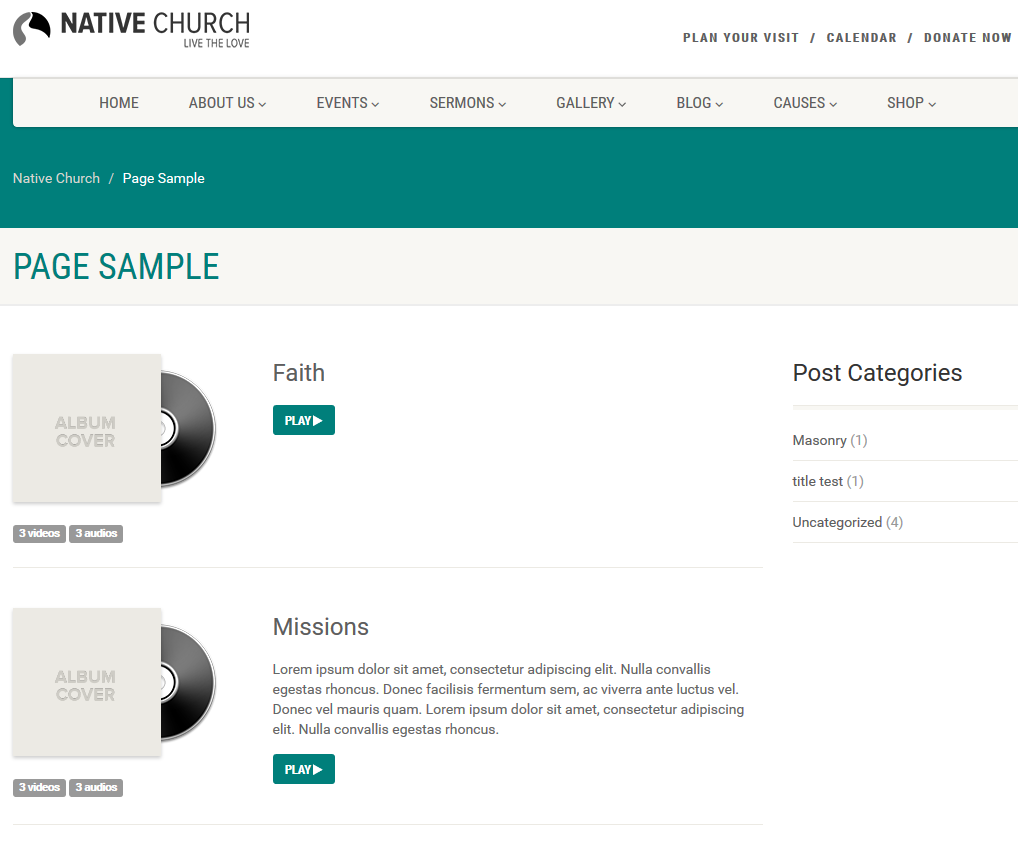 NATIVE CHURCH
LIVE THE LOVE
PLAN YOUR VISIT / CALENDAR / DONATE NOW
HOME ABOUT US EVENTS SERMONS GALLERY BLOG CAUSES SHOP
Native Church / Page Sample
PAGE SAMPLE
ALBUM
COVER
3 videos 3 audios
Faith
PLAY
Post Categories
Masonry (1)
title test (1)
Uncategorized (4)
ALBUM
COVER
3 videos 3 audios
Missions
Lorem ipsum dolor sit amet, consectetur adipiscing elit. Nulla convallis
egestas rhoncus. Donec facilisis fermentum sem, ac viverra ante luctus vel.
Donec vel mauris quam. Lorem ipsum dolor sit amet, consectetur adipiscing
elit. Nulla convallis egestas rhoncus.
PLAY